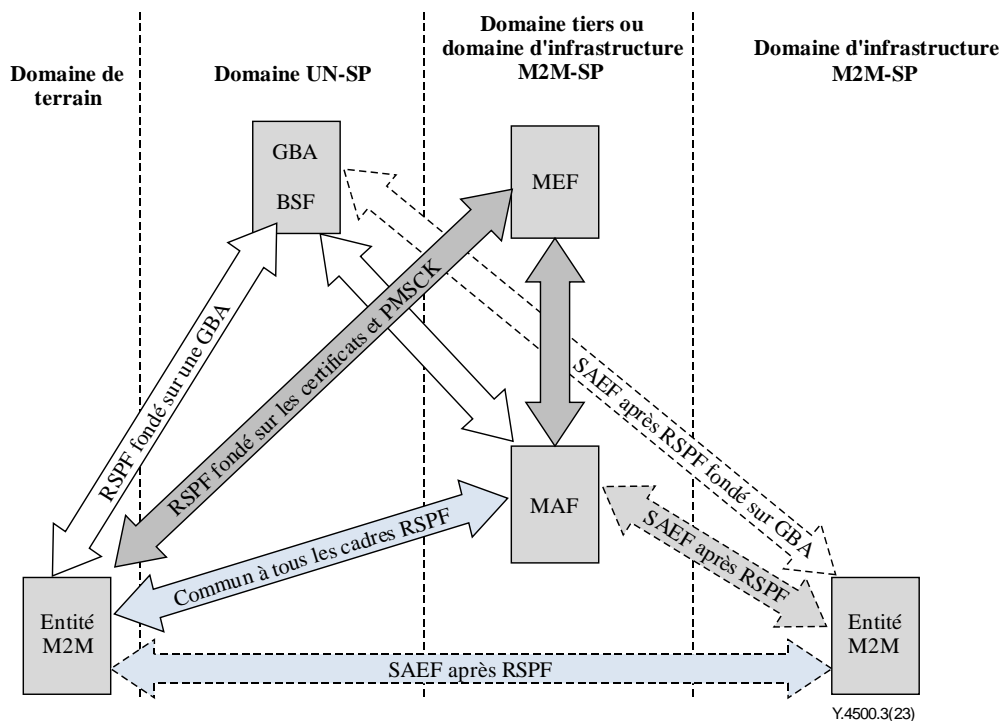 Domaine de
terrain
Domaine UN-SP
Domaine tiers ou
domaine d'infrastructure
M2M-SP
Domaine d'infrastructure
M2M-SP
GBA
BSF
MEF
RSPF fondé sur une GBA
RSPF fondé sur les certificats et PMSCK
SAEF après RSPF fondé sur GBA
MAF
Commun à tous les cadres RSPF
SAEF après RSPF
Entité
M2M
SAEF après RSPF
Entité
M2M
Y.4500.3(23)